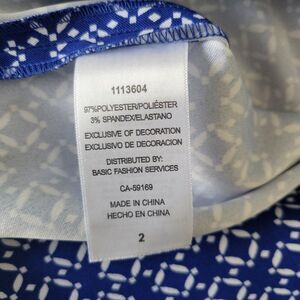 1113604
97%POLYESTER/POLIÉSTER
3% SPANDEX/ELASTANO
EXCLUSIVE OF DECORATION
EXCLUSIVO DE DECORACION
DISTRIBUTED BY:
BASIC FASHION SERVICES
CA-59169
MADE IN CHINA
HECHO EN CHINA
2